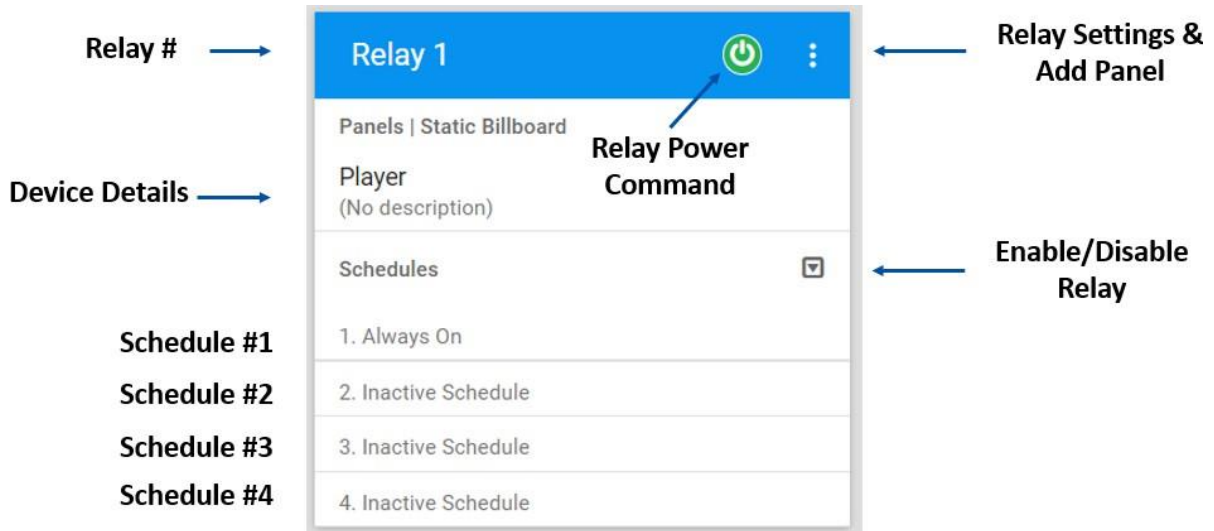 Relay #
Relay 1
Relay Settings &
Add Panel
Panels | Static Billboard
Relay Power
Command
Device Details
Player
(No description)
Schedules
Enable/Disable
Relay
Schedule #1
1. Always On
Schedule #2
2. Inactive Schedule
Schedule #3
3. Inactive Schedule
Schedule #4
4. Inactive Schedule